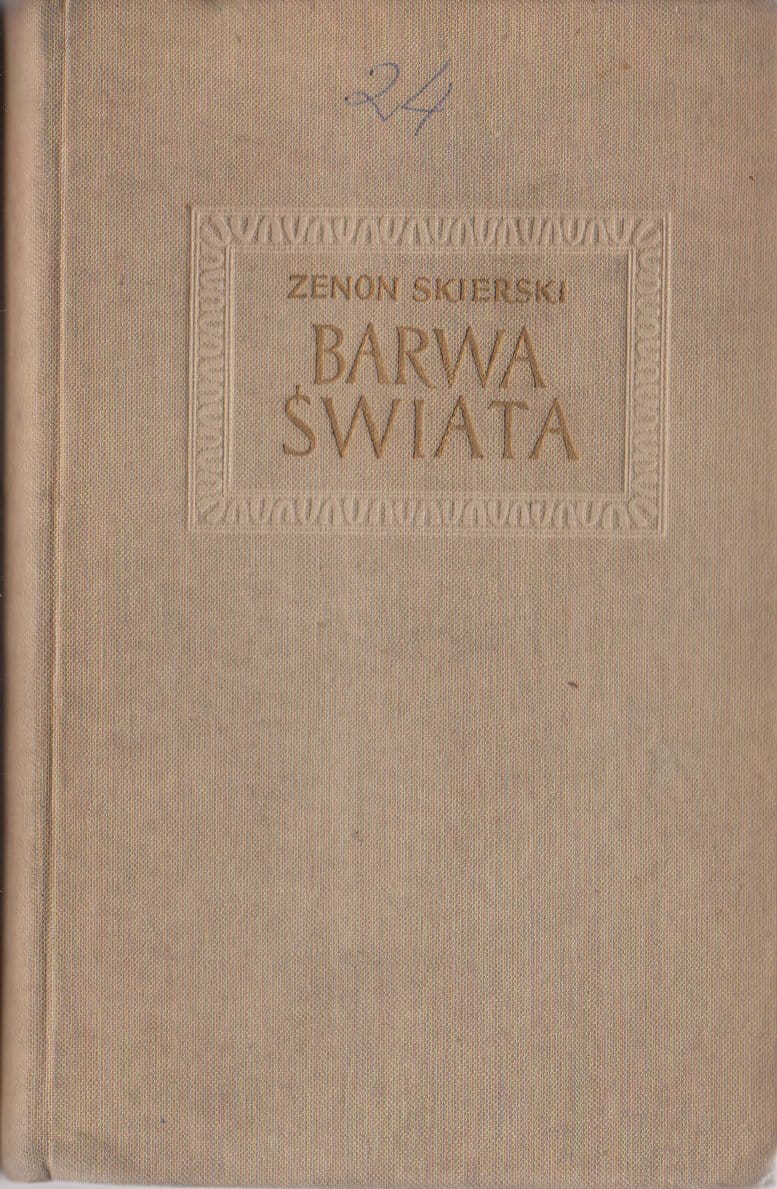 24
ZENON SKIERSKI
BARWA
ŚWIATA